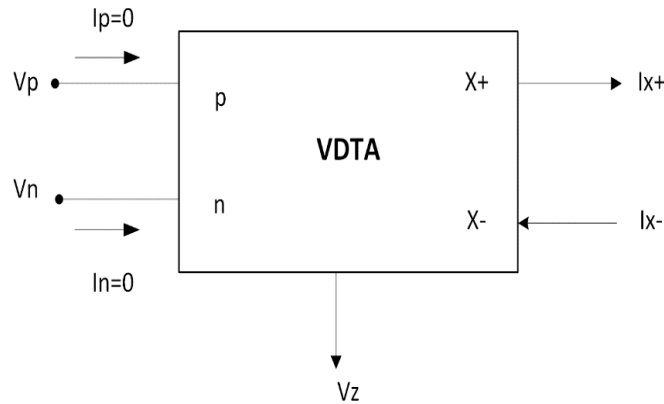 Ip=0
Vp
p
X+
Ix+
VDTA
Vn
n
X-
Ix-
In=0
Vz